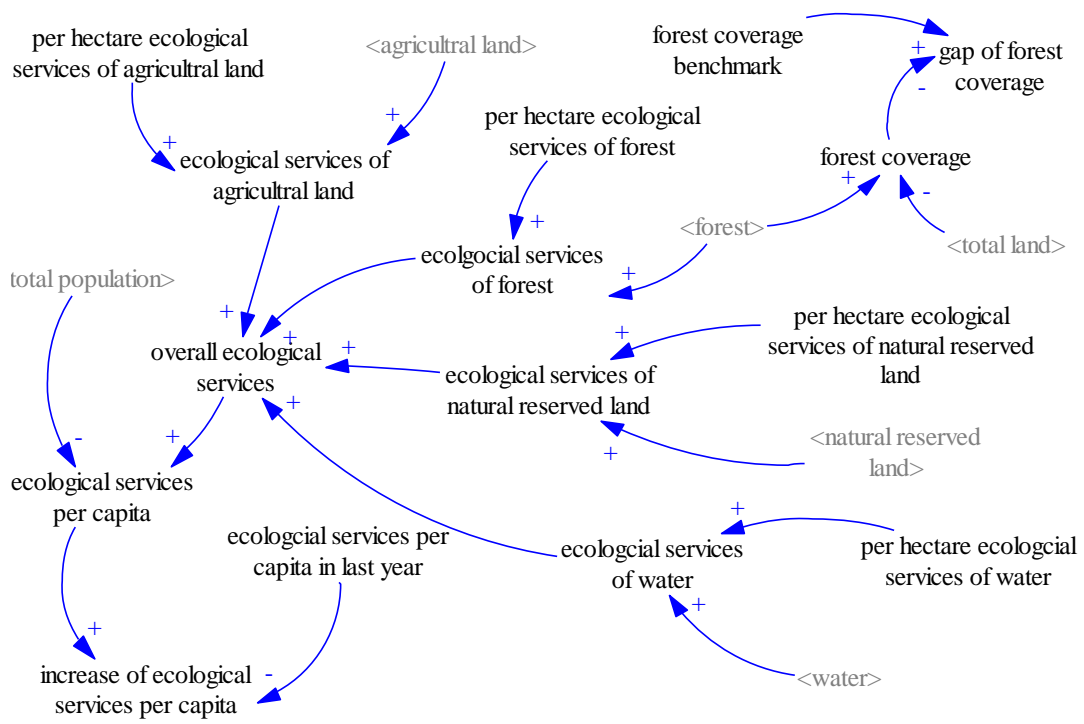 per hectare ecological
services of agricultral land
<agricultral land>
forest coverage
benchmark
+
gap of forest
coverage
-
+
+
ecological services of
agricultral land
per hectare ecological
services of forest
forest coverage
+
-
+
<forest>
<total land>
ecolgocial services
of forest
+
total population>
+
+
overall ecological
services
+
+
+
ecological services of
natural reserved land
per hectare ecological
services of natural reserved
land
+
<natural reserved
land>
-
+
ecological services
per capita
ecologcial services per
capita in last year
+
ecologcial services
of water
per hectare ecologcial
services of water
+
<water>
+
increase of ecological
services per capita
-